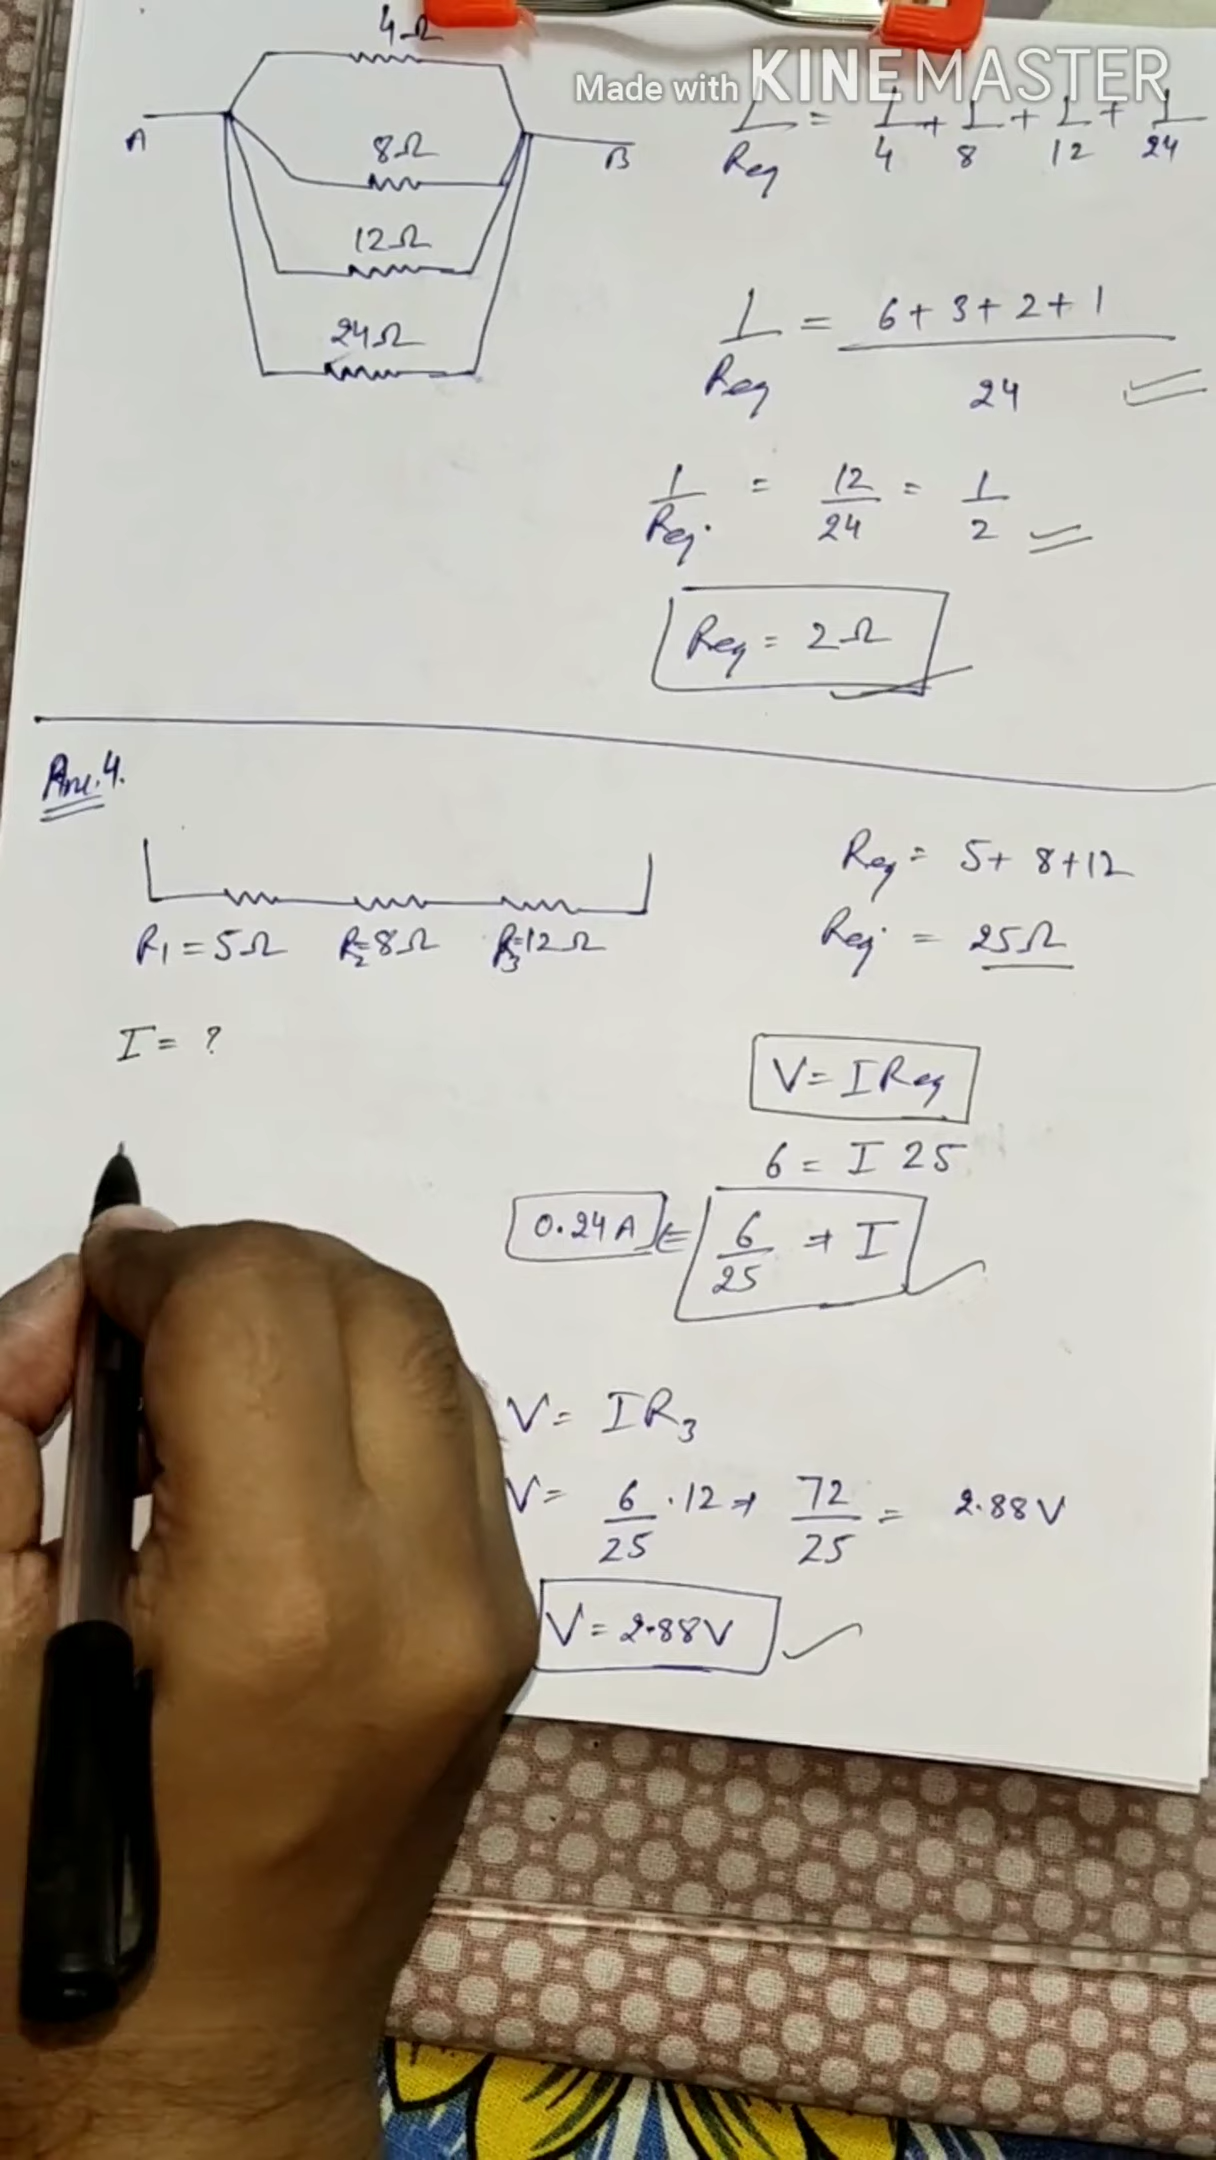 Made with KINEMASTER
4Ω
A
8Ω
B
12Ω
24Ω
1/Req = 1/4 + 1/8 + 1/12 + 1/24
1/Req = 6+3+2+1/24
1/Req. = 12/24 = 1/2
Req = 2Ω
Ans.4.
R1 = 5Ω R2=8Ω R3=12Ω
I = ?
Req = 5+ 8+12
Req. = 25Ω
V= I Req
6 = I 25
0.24A ⇐ 6/25 ⇒ I
V= IR3
V= 6/25 .12 ⇒ 72/25 = 2.88V
V= 2.88V